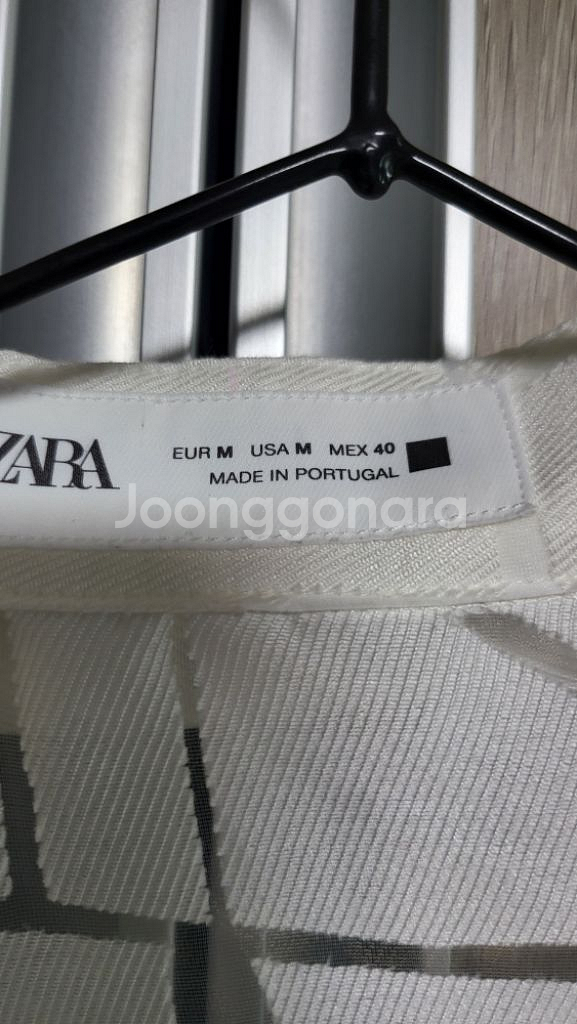 ZARA
EUR M USA M MEX 40
MADE IN PORTUGAL
Joonggonara